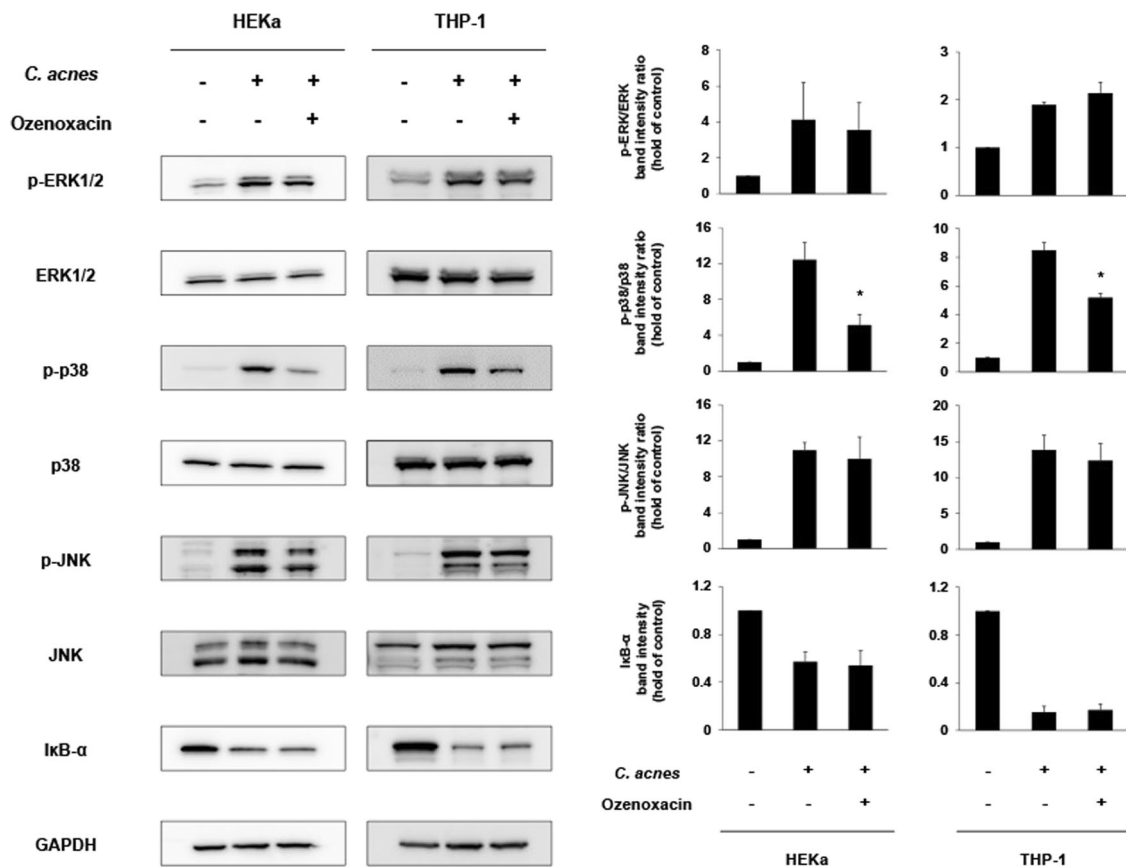 HEKa THP-1
C. acnes - + + - + +
Ozenoxacin - - + - - +
p-ERK1/2
ERK1/2
p-p38
p38
p-JNK
JNK
IκB-α
GAPDH
p-ERK/ERK
band intensity ratio
(hold of control)
8
6
4
2
0
3
2
1
0
p-p38/p38
band intensity ratio
(hold of control)
16
12
8
4
0
*
10
8
6
4
2
0
*
p-JNK/JNK
band intensity ratio
(hold of control)
16
12
8
4
0
20
15
10
5
0
IκB-α
band intensity
(hold of control)
1.2
0.8
0.4
0
1.2
0.8
0.4
0
C. acnes - + + - + +
Ozenoxacin - - + - - +
HEKa THP-1